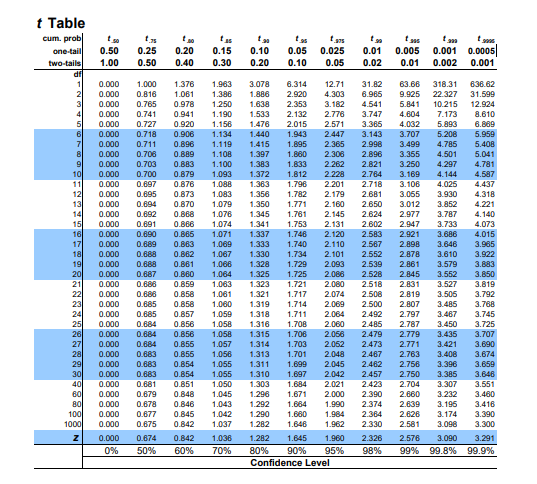 t Table
cum. prob t .50 t .75 t .80 t .85 t .90 t .95 t .975 t .99 t .995 t .999 t .9995
one-tail 0.50 0.25 0.20 0.15 0.10 0.05 0.025 0.01 0.005 0.001 0.0005
two-tails 1.00 0.50 0.40 0.30 0.20 0.10 0.05 0.02 0.01 0.002 0.001
df
1 0.000 1.000 1.376 1.963 3.078 6.314 12.71 31.82 63.66 318.31 636.62
2 0.000 0.816 1.061 1.386 1.886 2.920 4.303 6.965 9.925 22.327 31.599
3 0.000 0.765 0.978 1.250 1.638 2.353 3.182 4.541 5.841 10.215 12.924
4 0.000 0.741 0.941 1.190 1.533 2.132 2.776 3.747 4.604 7.173 8.610
5 0.000 0.727 0.920 1.156 1.476 2.015 2.571 3.365 4.032 5.893 6.869
6 0.000 0.718 0.906 1.134 1.440 1.943 2.447 3.143 3.707 5.208 5.959
7 0.000 0.711 0.896 1.119 1.415 1.895 2.365 2.998 3.499 4.785 5.408
8 0.000 0.706 0.889 1.108 1.397 1.860 2.306 2.896 3.355 4.501 5.041
9 0.000 0.703 0.883 1.100 1.383 1.833 2.262 2.821 3.250 4.297 4.781
10 0.000 0.700 0.879 1.093 1.372 1.812 2.228 2.764 3.169 4.144 4.587
11 0.000 0.697 0.876 1.088 1.363 1.796 2.201 2.718 3.106 4.025 4.437
12 0.000 0.695 0.873 1.083 1.356 1.782 2.179 2.681 3.055 3.930 4.318
13 0.000 0.694 0.870 1.079 1.350 1.771 2.160 2.650 3.012 3.852 4.221
14 0.000 0.692 0.868 1.076 1.345 1.761 2.145 2.624 2.977 3.787 4.140
15 0.000 0.691 0.866 1.074 1.341 1.753 2.131 2.602 2.947 3.733 4.073
16 0.000 0.690 0.865 1.071 1.337 1.746 2.120 2.583 2.921 3.686 4.015
17 0.000 0.689 0.863 1.069 1.333 1.740 2.110 2.567 2.898 3.646 3.965
18 0.000 0.688 0.862 1.067 1.330 1.734 2.101 2.552 2.878 3.610 3.922
19 0.000 0.688 0.861 1.066 1.328 1.729 2.093 2.539 2.861 3.579 3.883
20 0.000 0.687 0.860 1.064 1.325 1.725 2.086 2.528 2.845 3.552 3.850
21 0.000 0.686 0.859 1.063 1.323 1.721 2.080 2.518 2.831 3.527 3.819
22 0.000 0.686 0.858 1.061 1.321 1.717 2.074 2.508 2.819 3.505 3.792
23 0.000 0.685 0.858 1.060 1.319 1.714 2.069 2.500 2.807 3.485 3.768
24 0.000 0.685 0.857 1.059 1.318 1.711 2.064 2.492 2.797 3.467 3.745
25 0.000 0.684 0.856 1.058 1.316 1.708 2.060 2.485 2.787 3.450 3.725
26 0.000 0.684 0.856 1.058 1.315 1.706 2.056 2.479 2.779 3.435 3.707
27 0.000 0.684 0.855 1.057 1.314 1.703 2.052 2.473 2.771 3.421 3.690
28 0.000 0.683 0.855 1.056 1.313 1.701 2.048 2.467 2.763 3.408 3.674
29 0.000 0.683 0.854 1.055 1.311 1.699 2.045 2.462 2.756 3.396 3.659
30 0.000 0.683 0.854 1.055 1.310 1.697 2.042 2.457 2.750 3.385 3.646
40 0.000 0.681 0.851 1.050 1.303 1.684 2.021 2.423 2.704 3.307 3.551
60 0.000 0.679 0.848 1.045 1.296 1.671 2.000 2.390 2.660 3.232 3.460
80 0.000 0.678 0.846 1.043 1.292 1.664 1.990 2.374 2.639 3.195 3.416
100 0.000 0.677 0.845 1.042 1.290 1.660 1.984 2.364 2.626 3.174 3.390
1000 0.000 0.675 0.842 1.037 1.282 1.646 1.962 2.330 2.581 3.098 3.300
Z 0.000 0.674 0.842 1.036 1.282 1.645 1.960 2.326 2.576 3.090 3.291
0% 50% 60% 70% 80% 90% 95% 98% 99% 99.8% 99.9%
Confidence Level